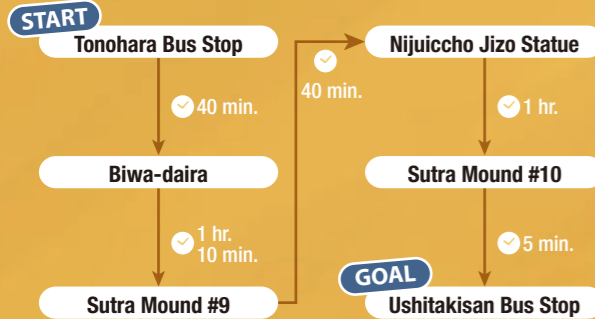 START
Tonohara Bus Stop
40 min.
Biwa-daira
1 hr.
10 min.
Sutra Mound #9
40 min.
Nijuiccho Jizo Statue
1 hr.
Sutra Mound #10
5 min.
GOAL
Ushitakisan Bus Stop